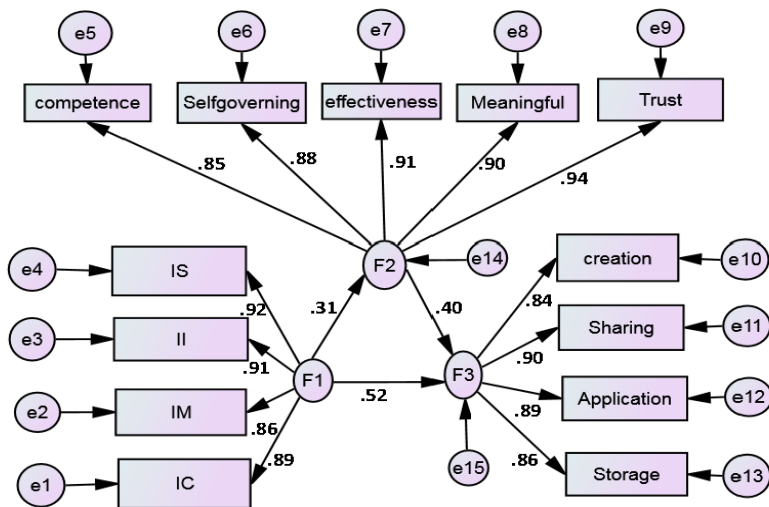 e5
e6
e7
e8
e9
competence
Selfgoverning
effectiveness
Meaningful
Trust
.85
.88
.91
.90
.94
e4
IS
F2
e14
creation
e10
.92
.31
.40
.84
e3
II
Sharing
e11
.91
.90
F1
.52
F3
e2
IM
Application
e12
.86
.89
.89
.86
e1
IC
e15
Storage
e13